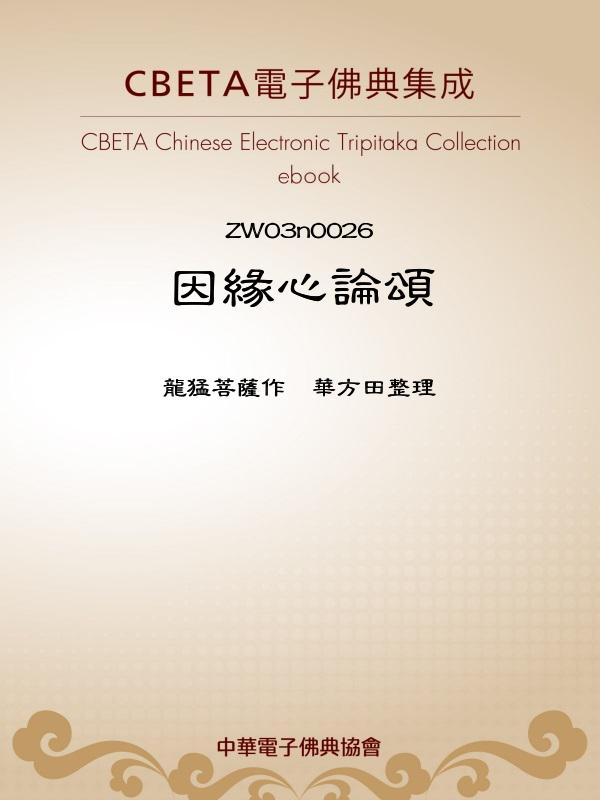 CBETA電子佛典集成
CBETA Chinese Electronic Tripitaka Collection
ebook
ZW03n0026
因緣心論頌
龍猛菩薩作　華方田整理
中華電子佛典協會